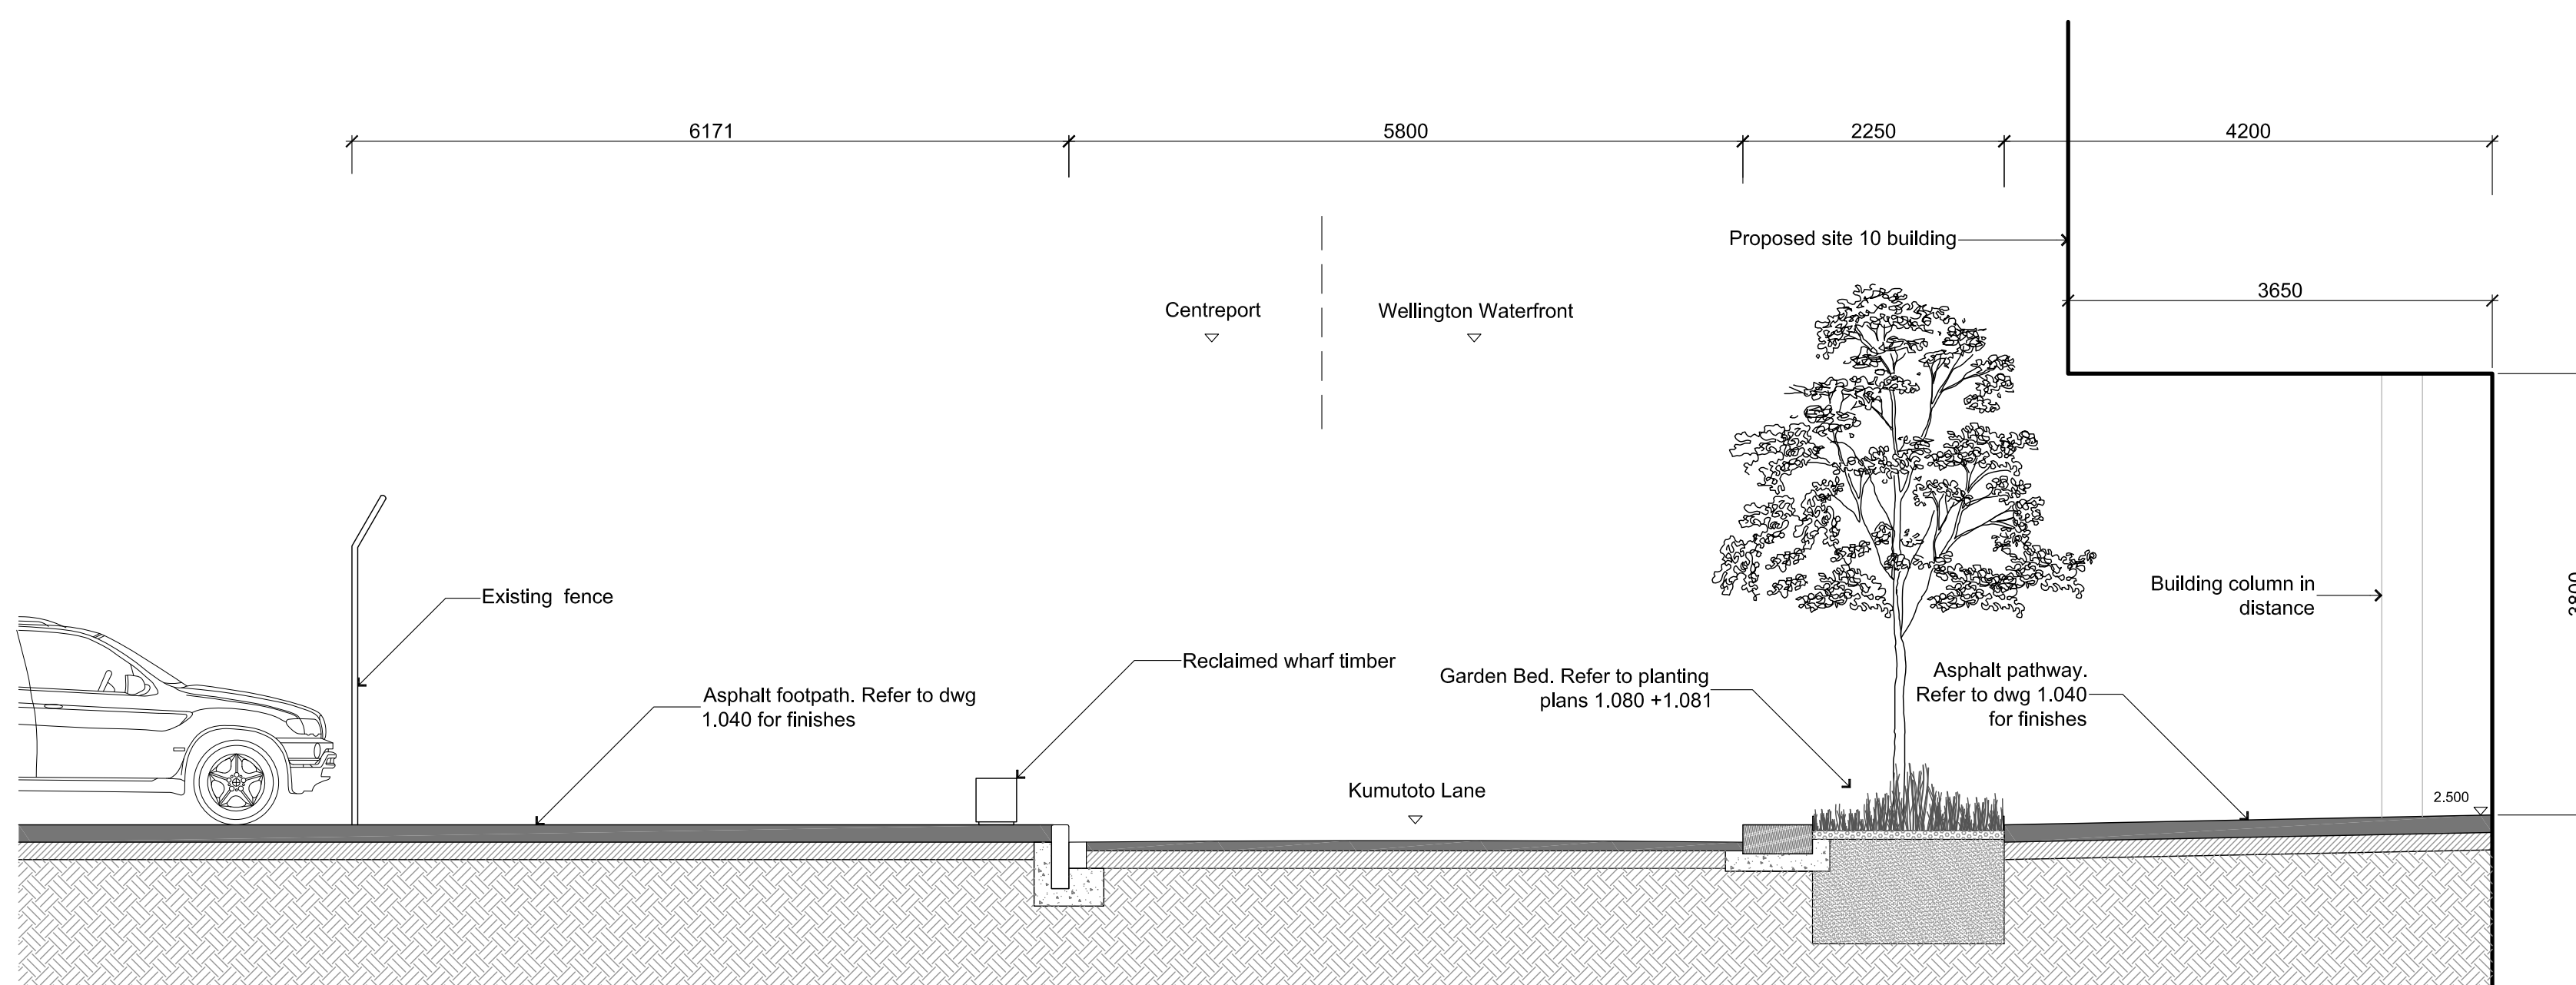 6171
5800
2250
4200
Proposed site 10 building
3650
Centreport
Wellington Waterfront
Existing fence
Building column in
distance
3800
Reclaimed wharf timber
Garden Bed. Refer to planting
plans 1.080 +1.081
Asphalt pathway.
Refer to dwg 1.040
for finishes
Asphalt footpath. Refer to dwg
1.040 for finishes
Kumutoto Lane
2.500